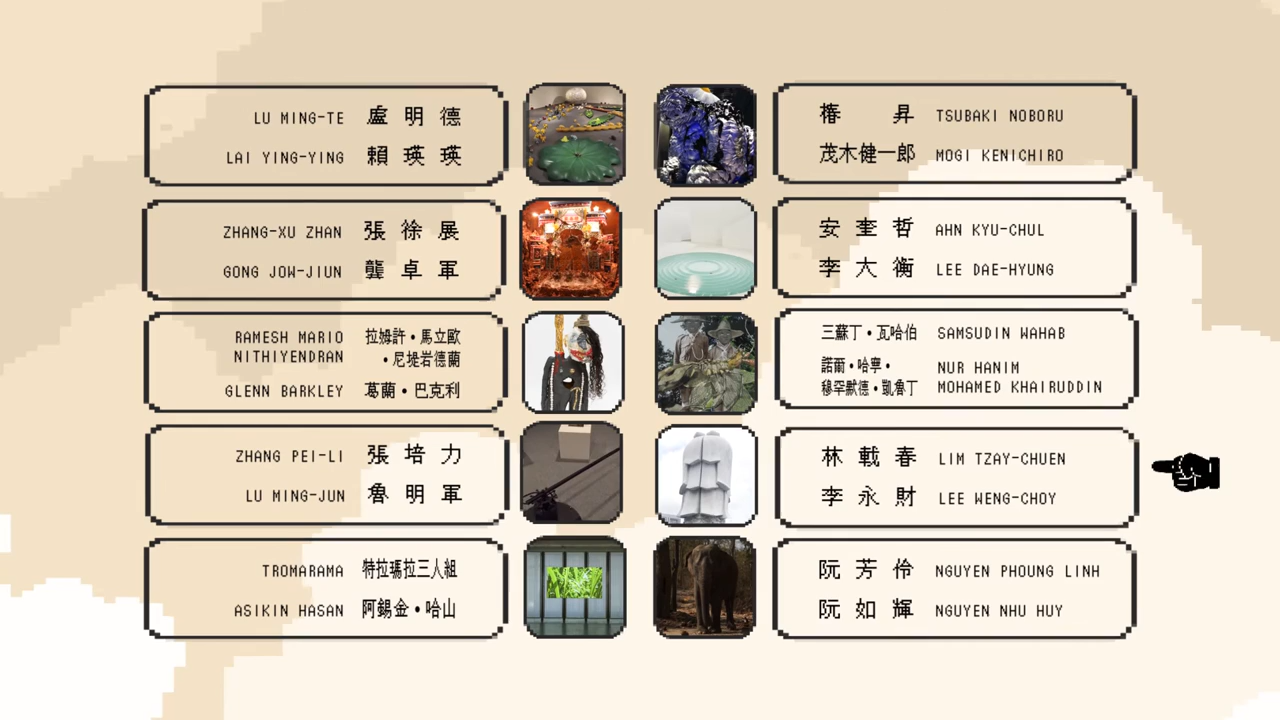 LU MING-TE 盧明德
LAI YING-YING 賴瑛瑛
ZHANG-XU ZHAN 張徐展
GONG JOW-JIUN 龔卓軍
RAMESH MARIO 拉姆許•馬立歐
NITHIYENDRAN •尼堤岩德蘭
GLENN BARKLEY 葛蘭•巴克利
ZHANG PEI-LI 張培力
LU MING-JUN 魯明軍
TROMARAMA 特拉瑪拉三人組
ASIKIN HASAN 阿錫金•哈山
椿昇 TSUBAKI NOBORU
茂木健一郎 MOGI KENICHIRO
安奎哲 AHN KYU-CHUL
李大衡 LEE DAE-HYUNG
三蘇丁•瓦哈伯 SAMSUDIN WAHAB
諾爾•哈寧• NUR HANIM
穆罕默德•凱魯丁 MOHAMED KHAIRUDDIN
林戟春 LIM TZAY-CHUEN
李永財 LEE WENG-CHOY
阮芳伶 NGUYEN PHOUNG LINH
阮如輝 NGUYEN NHU HUY